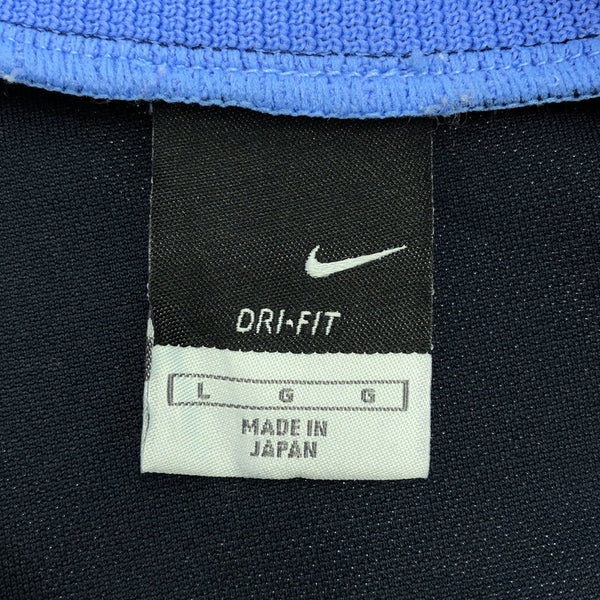 DRI-FIT
L G G
MADE IN
JAPAN